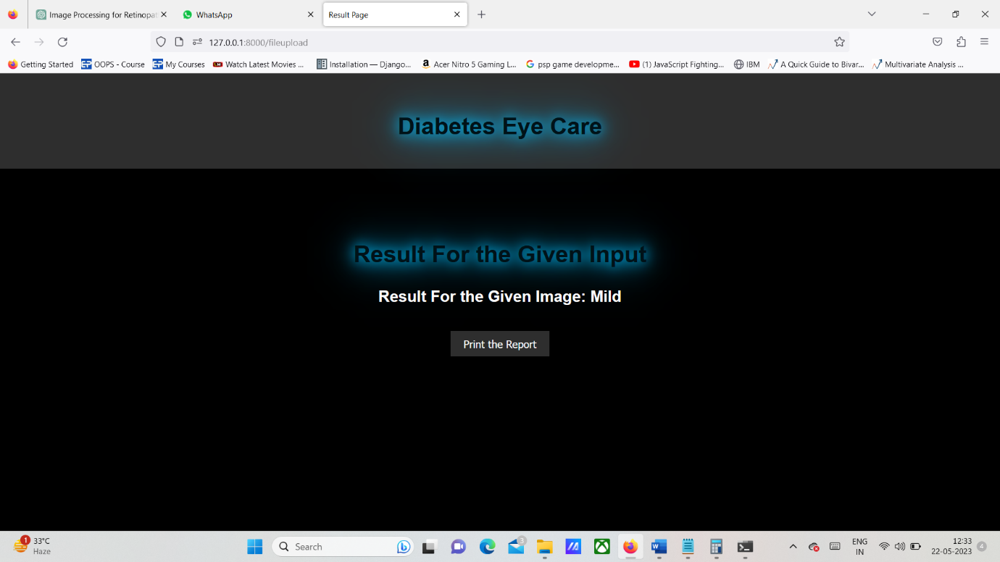 Image Processing for Retinopat
WhatsApp
Result Page
127.0.0.1:8000/fileupload
Getting Started
OOPS - Course
My Courses
Watch Latest Movies ...
Installation — Django...
Acer Nitro 5 Gaming L...
psp game developme...
(1) JavaScript Fighting...
IBM
A Quick Guide to Bivar...
Multivariate Analysis ...
Diabetes Eye Care
Result For the Given Input
Result For the Given Image: Mild
Print the Report
1
33°C
Haze
Search
3
ENG
IN
12:33
22-05-2023
4